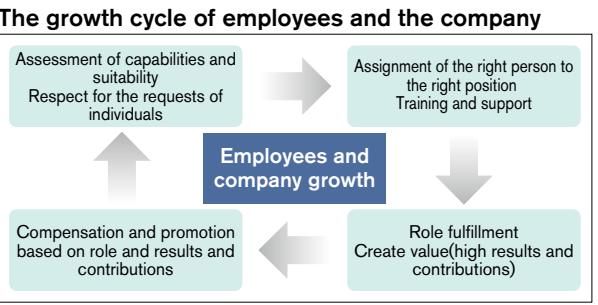 The growth cycle of employees and the company
Assessment of capabilities and
suitability
Respect for the requests of
individuals
Assignment of the right person to
the right position
Training and support
Employees and
company growth
Compensation and promotion
based on role and results and
contributions
Role fulfillment
Create value(high results and
contributions)